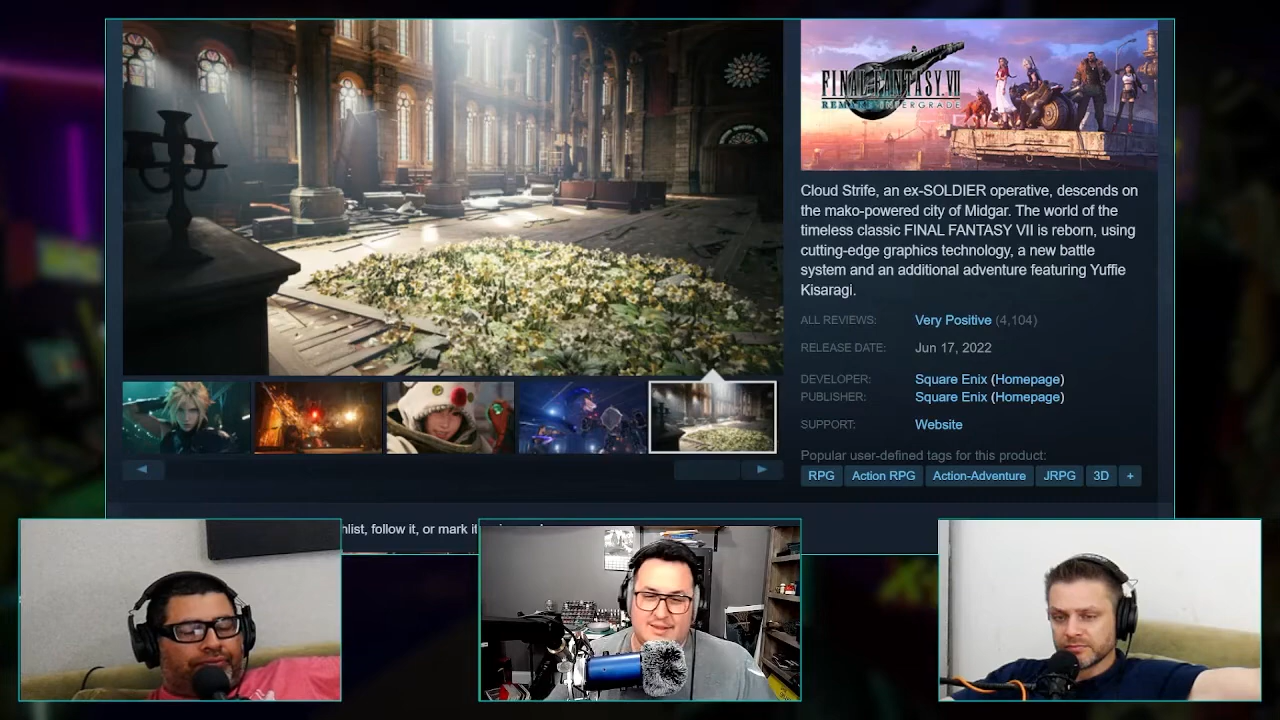 FINAL FANTASY VII
REMAKE INTERGRADE
Cloud Strife, an ex-SOLDIER operative, descends on
the mako-powered city of Midgar. The world of the
timeless classic FINAL FANTASY VII is reborn, using
cutting-edge graphics technology, a new battle
system and an additional adventure featuring Yuffie
Kisaragi.
ALL REVIEWS: Very Positive (4,104)
RELEASE DATE: Jun 17, 2022
DEVELOPER: Square Enix (Homepage)
PUBLISHER: Square Enix (Homepage)
SUPPORT: Website
Popular user-defined tags for this product:
RPG Action RPG Action-Adventure JRPG 3D +
hlist, follow it, or mark it